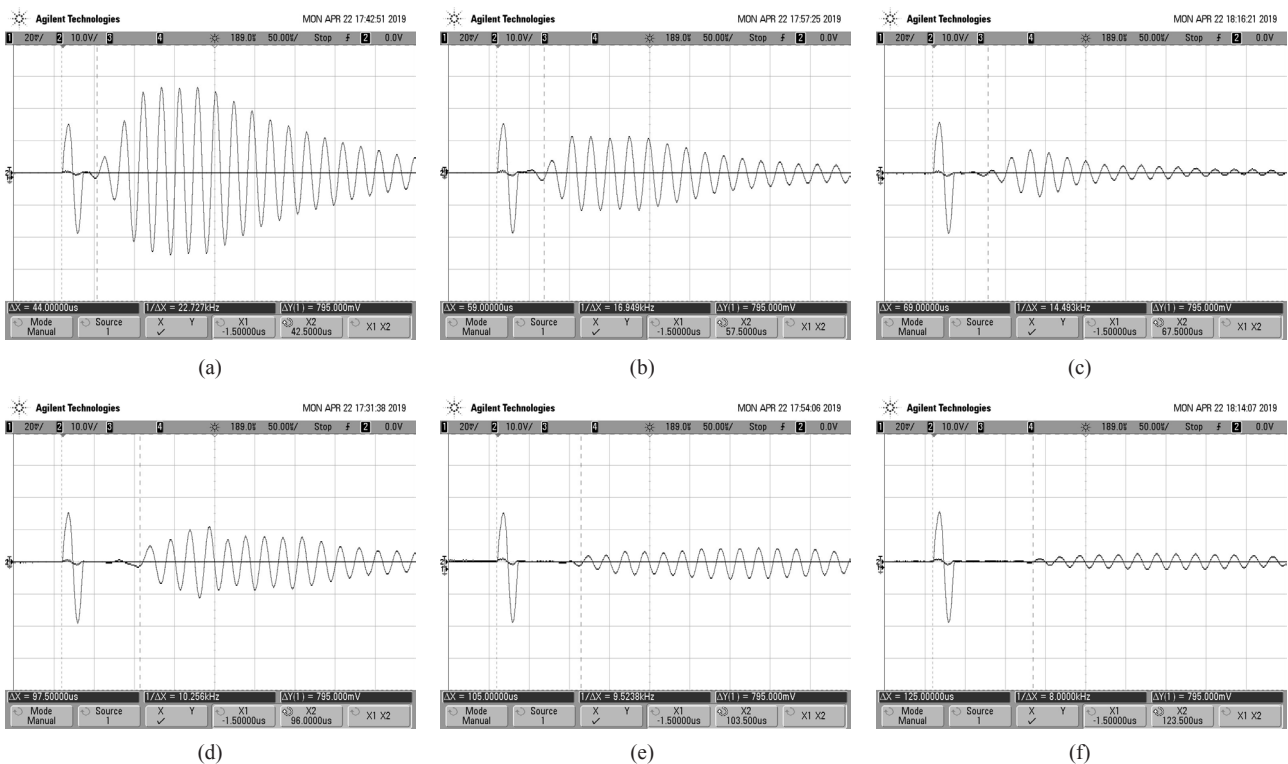 Agilent Technologies MON APR 22 17:42:51 2019
1 20▽/ 2 10.0V/ 3 4 189.0% 50.00%/ Stop 2 0.0V
ΔX = 44.00000us 1/ΔX = 22.727kHz ΔY(1) = 795.000mV
Mode Manual Source 1 X Y ✓ X1 -1.50000us X2 42.5000us X1 X2
(a)
Agilent Technologies MON APR 22 17:57:25 2019
1 20▽/ 2 10.0V/ 3 4 189.0% 50.00%/ Stop 2 0.0V
ΔX = 59.00000us 1/ΔX = 16.949kHz ΔY(1) = 795.000mV
Mode Manual Source 1 X Y ✓ X1 -1.50000us X2 57.5000us X1 X2
(b)
Agilent Technologies MON APR 22 18:16:21 2019
1 20▽/ 2 10.0V/ 3 4 189.0% 50.00%/ Stop 2 0.0V
ΔX = 69.00000us 1/ΔX = 14.493kHz ΔY(1) = 795.000mV
Mode Manual Source 1 X Y ✓ X1 -1.50000us X2 67.5000us X1 X2
(c)
Agilent Technologies MON APR 22 17:31:38 2019
1 20▽/ 2 10.0V/ 3 4 189.0% 50.00%/ Stop 2 0.0V
ΔX = 97.50000us 1/ΔX = 10.256kHz ΔY(1) = 795.000mV
Mode Manual Source 1 X Y ✓ X1 -1.50000us X2 96.0000us X1 X2
(d)
Agilent Technologies MON APR 22 17:54:06 2019
1 20▽/ 2 10.0V/ 3 4 189.0% 50.00%/ Stop 2 0.0V
ΔX = 105.00000us 1/ΔX = 9.5238kHz ΔY(1) = 795.000mV
Mode Manual Source 1 X Y ✓ X1 -1.50000us X2 103.500us X1 X2
(e)
Agilent Technologies MON APR 22 18:14:07 2019
1 20▽/ 2 10.0V/ 3 4 189.0% 50.00%/ Stop 2 0.0V
ΔX = 125.00000us 1/ΔX = 8.0000kHz ΔY(1) = 795.000mV
Mode Manual Source 1 X Y ✓ X1 -1.50000us X2 123.500us X1 X2
(f)